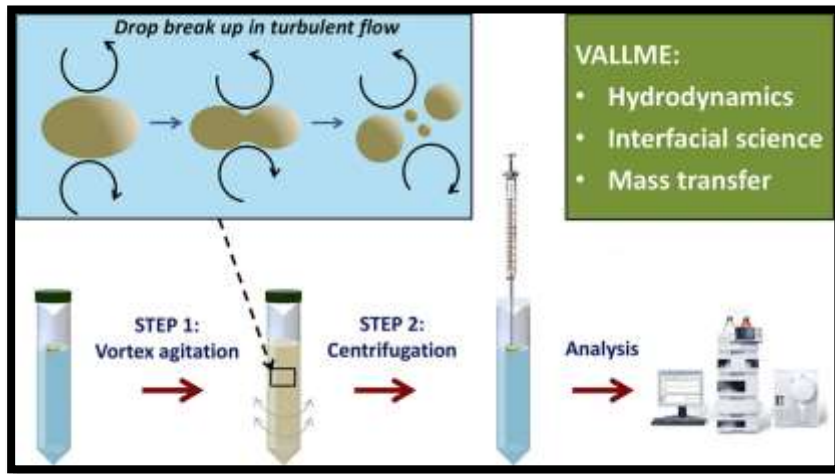 Drop break up in turbulent flow
VALLME:
• Hydrodynamics
• Interfacial science
• Mass transfer
STEP 1:
Vortex agitation
STEP 2:
Centrifugation
Analysis